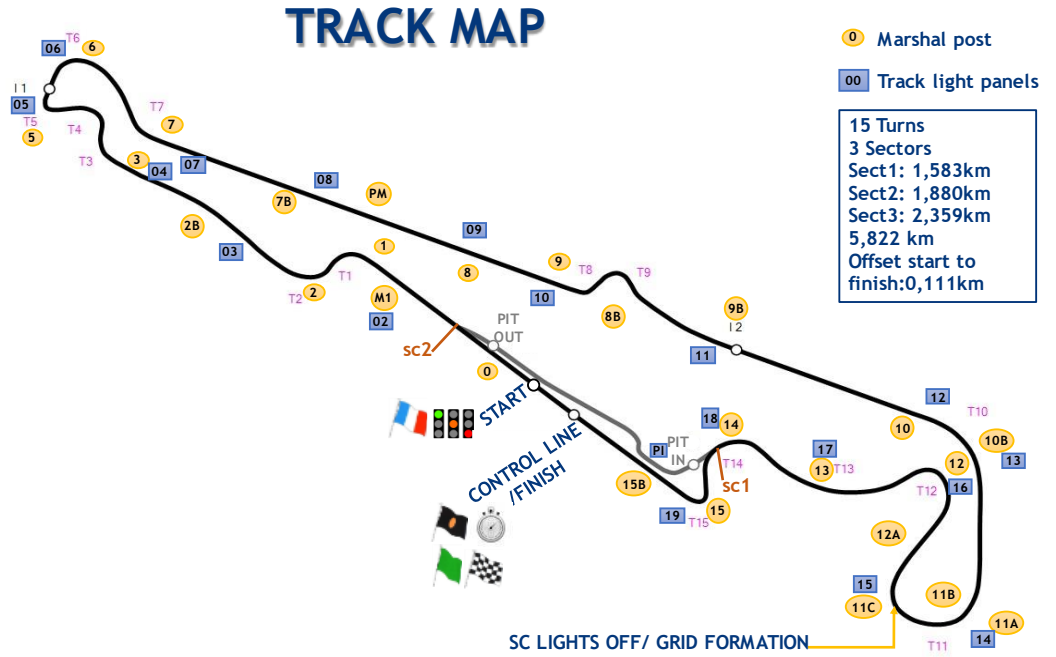 TRACK MAP
0 Marshal post
00 Track light panels
15 Turns
3 Sectors
Sect1: 1,583km
Sect2: 1,880km
Sect3: 2,359km
5,822 km
Offset start to
finish:0,111km
T6
06
6
I 1
05
T5
5
T4
T7
7
T3
3
04
07
08
7B
PM
2B
03
09
1
8
9
T8
T9
T1
T2
2
M1
02
10
8B
9B
I 2
11
PIT
OUT
sc2
0
START
CONTROL LINE
/FINISH
12
T10
10
10B
13
18
14
PI
PIT
IN
T14
sc1
17
13
T13
12
T12
16
15B
19
T15
15
12A
15
11C
11B
11A
14
T11
SC LIGHTS OFF/ GRID FORMATION